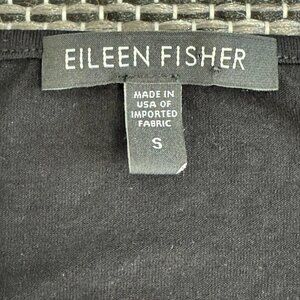 EILEEN FISHER
MADE IN
USA OF
IMPORTED
FABRIC
S